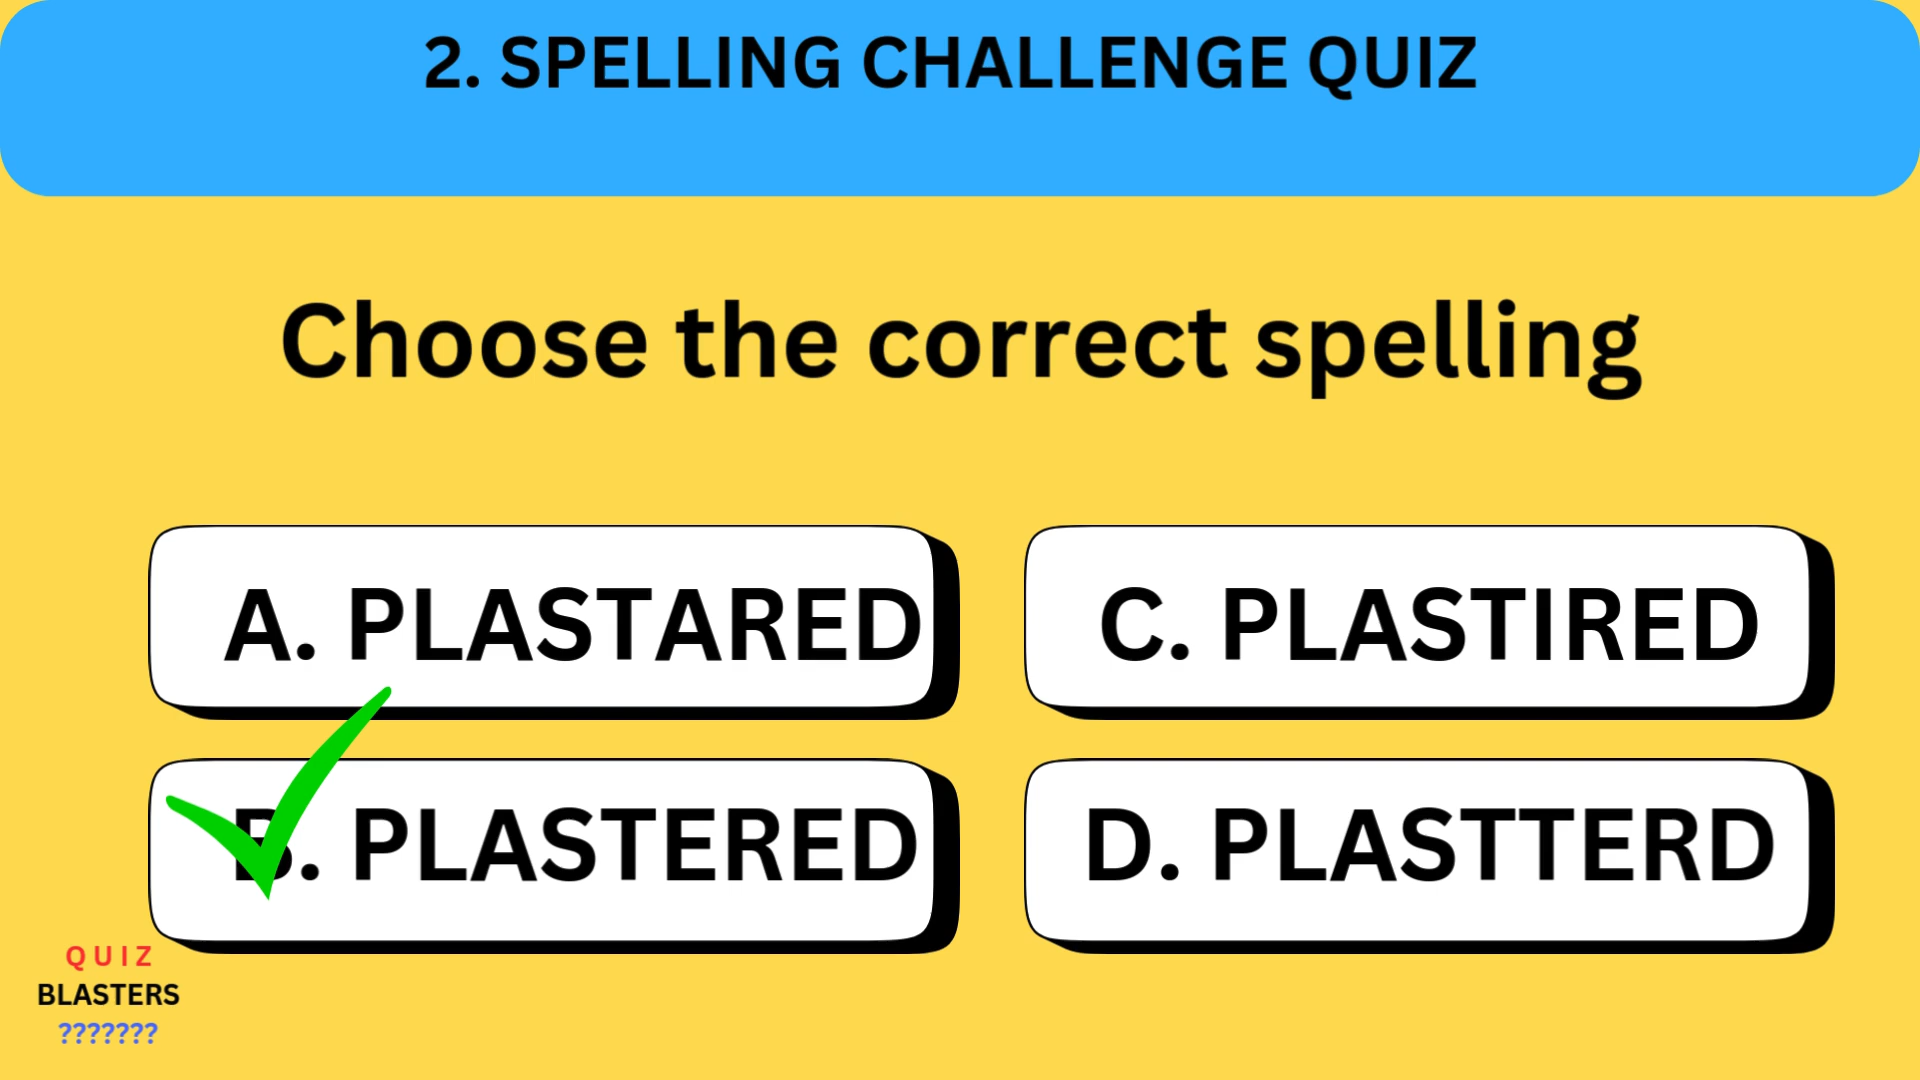 2. SPELLING CHALLENGE QUIZ
Choose the correct spelling
A. PLASTARED
C. PLASTIRED
B. PLASTERED
D. PLASTTERD
QUIZ
BLASTERS
???????